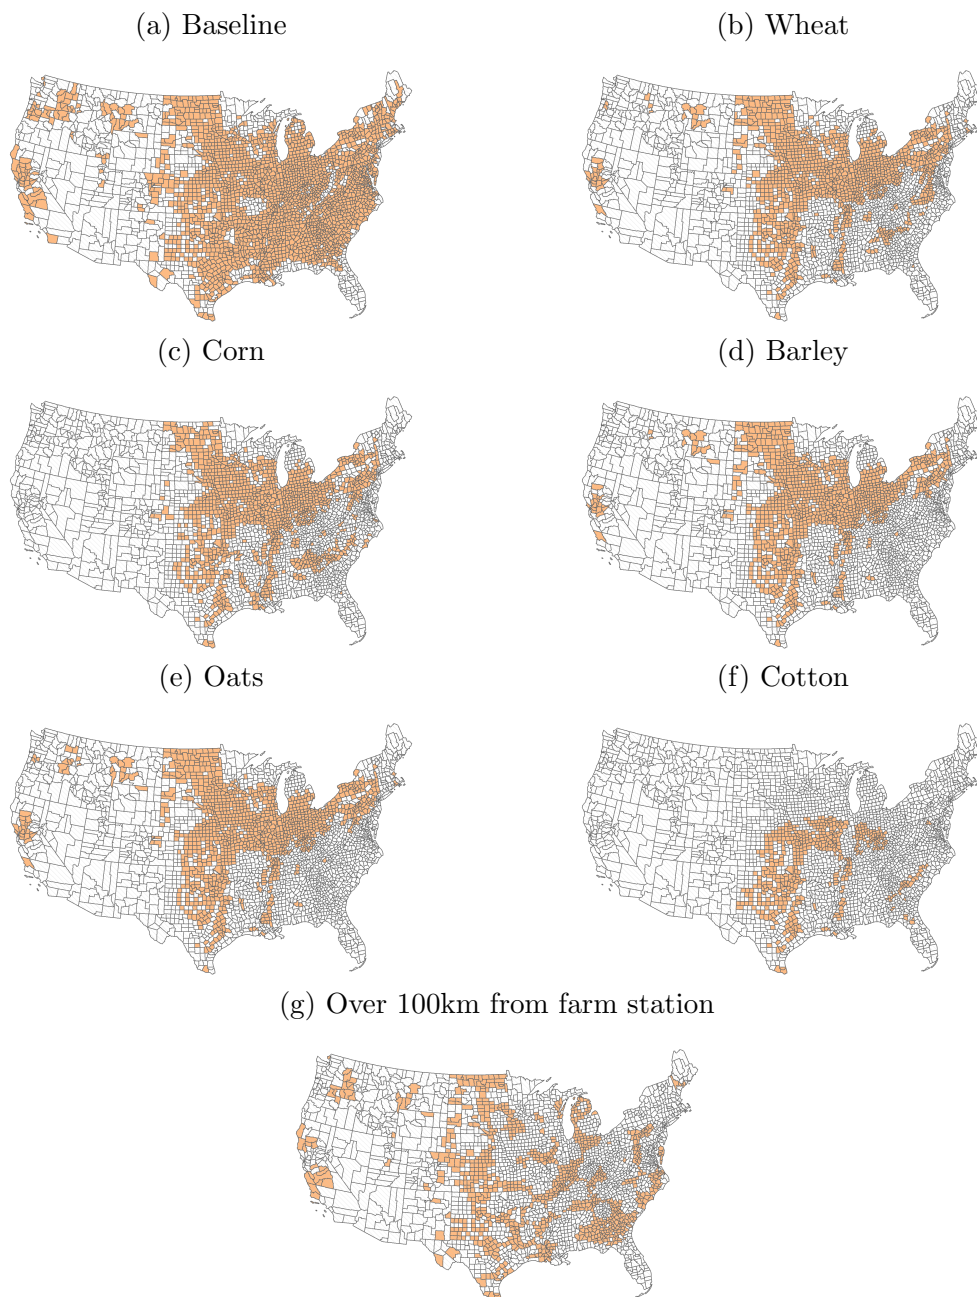 (a) Baseline
(b) Wheat
(c) Corn
(d) Barley
(e) Oats
(f) Cotton
(g) Over 100km from farm station